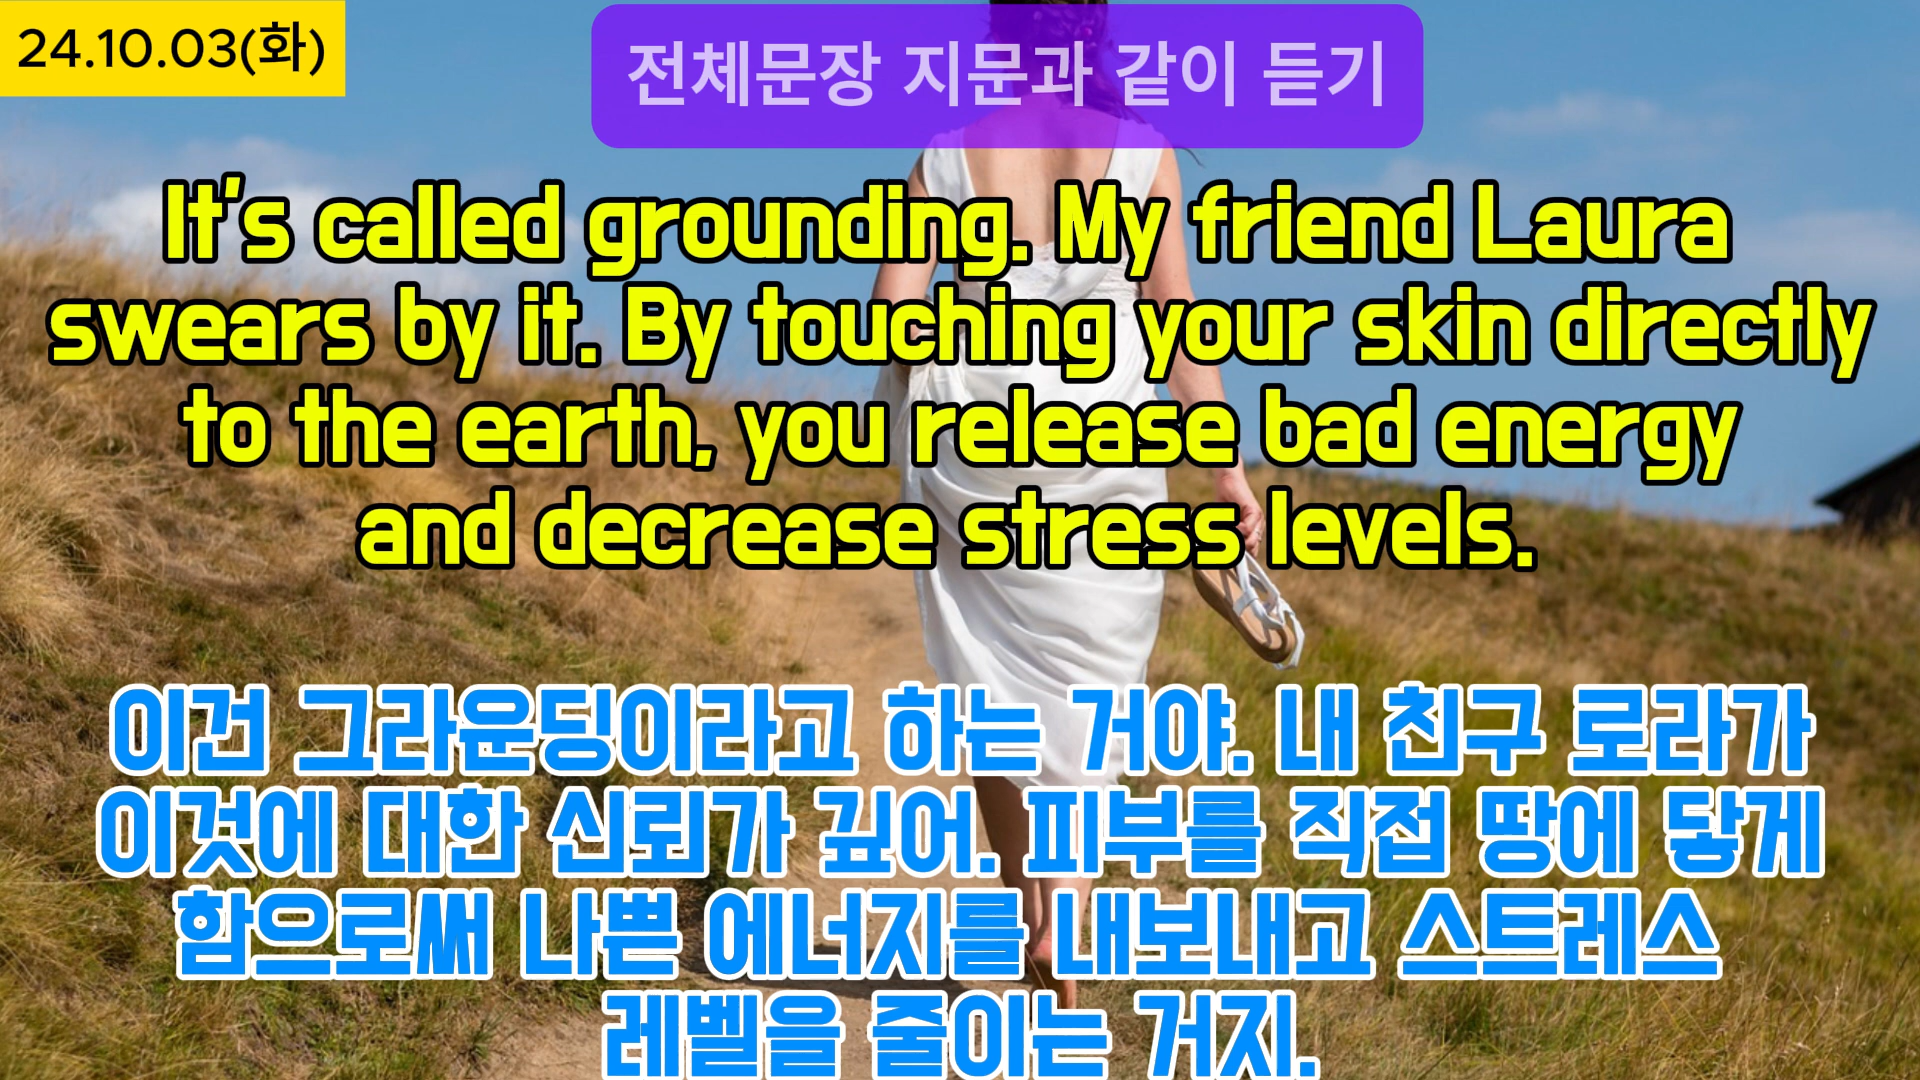 24.10.03(화)
전체문장 지문과 같이 듣기
It's called grounding. My friend Laura
swears by it. By touching your skin directly
to the earth, you release bad energy
and decrease stress levels.
이건 그라운딩이라고 하는 거야. 내 친구 로라가
이것에 대한 신뢰가 깊어. 피부를 직접 땅에 닿게
함으로써 나쁜 에너지를 내보내고 스트레스
레벨을 줄이는 거지.